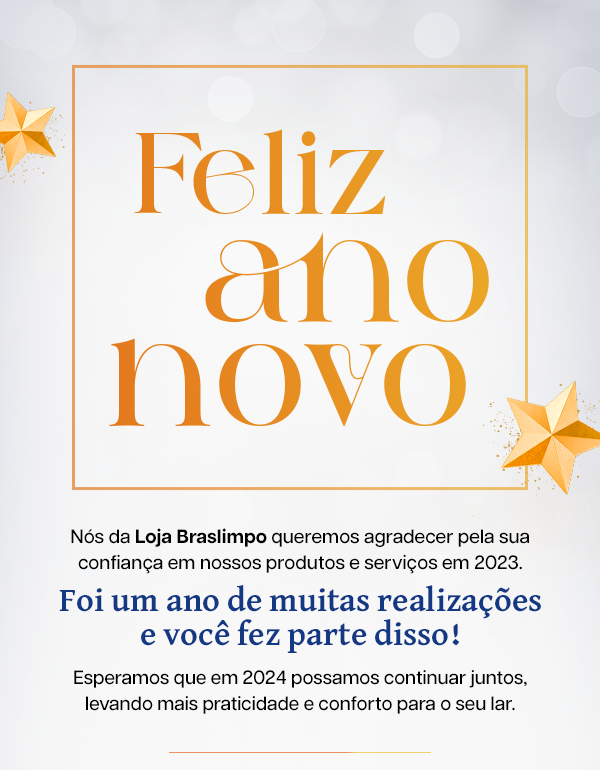 Feliz
ano
novo
Nós da Loja Braslimpo queremos agradecer pela sua
confiança em nossos produtos e serviços em 2023.
Foi um ano de muitas realizações
e você fez parte disso!
Esperamos que em 2024 possamos continuar juntos,
levando mais praticidade e conforto para o seu lar.